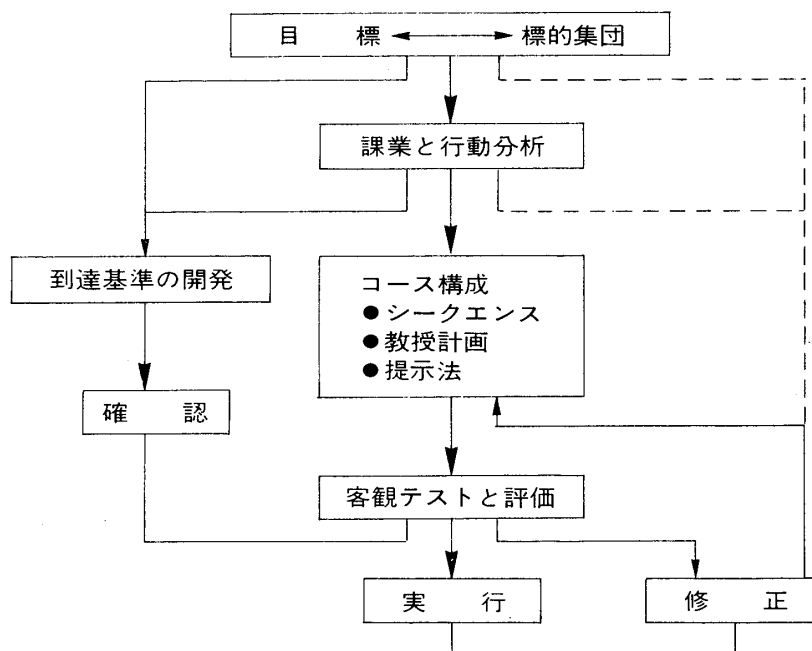 目 標 標的集団
課業と行動分析
到達基準の開発
コース構成
●シークエンス
●教授計画
●提示法
確 認
客観テストと評価
実 行
修 正